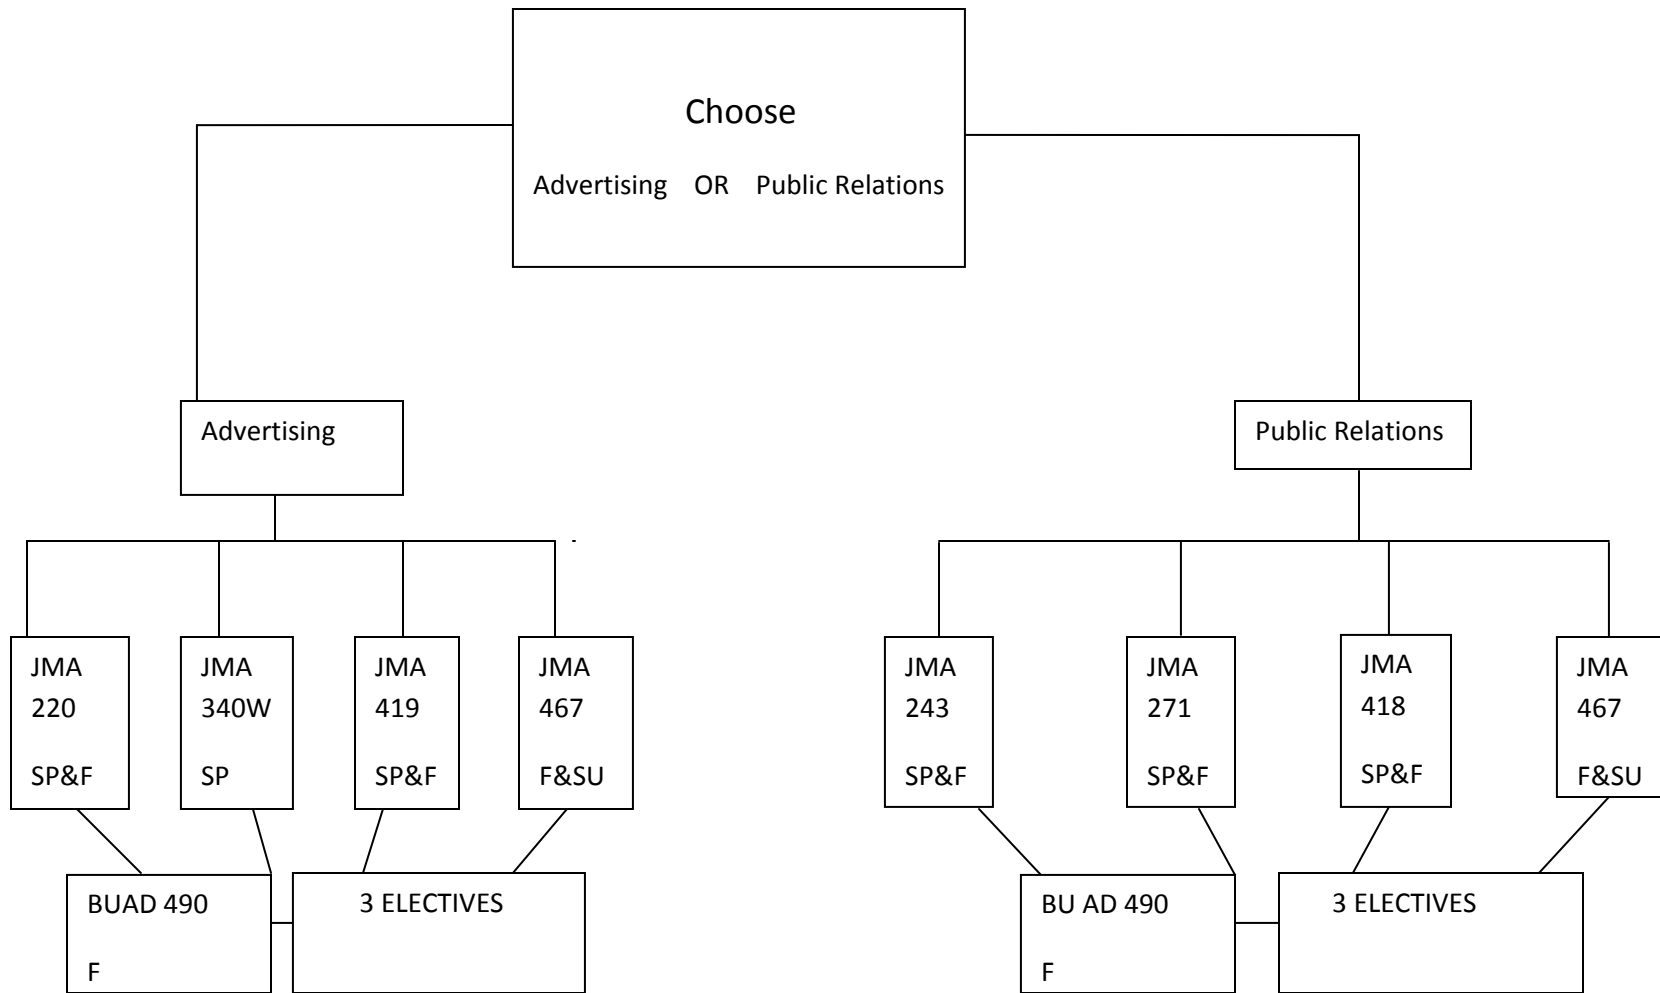 Choose
Advertising OR Public Relations
Advertising
Public Relations
JMA
220
SP&F
JMA
340W
SP
JMA
419
SP&F
JMA
467
F&SU
JMA
243
SP&F
JMA
271
SP&F
JMA
418
SP&F
JMA
467
F&SU
BUAD 490
F
3 ELECTIVES
BU AD 490
F
3 ELECTIVES